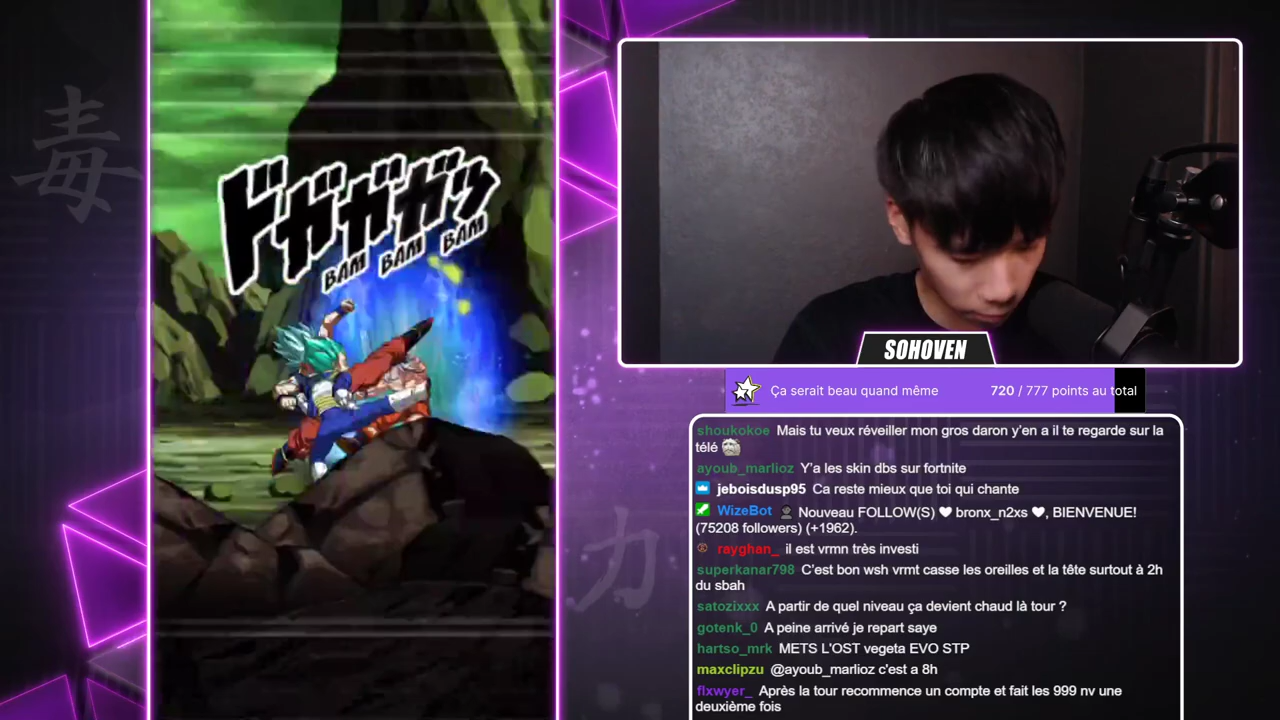 毒
ドガガガッ
BAM BAM BAM
力
SOHOVEN
Ça serait beau quand même 720 / 777 points au total
shoukokoe Mais tu veux réveiller mon gros daron y'en a il te regarde sur la
télé
ayoub_marlioz Y'a les skin dbs sur fortnite
jeboisdusp95 Ca reste mieux que toi qui chante
WizeBot Nouveau FOLLOW(S) ❤ bronx_n2xs ❤, BIENVENUE!
(75208 followers) (+1962).
rayghan_ il est vrmn très investi
superkanar798 C'est bon wsh vrmt casse les oreilles et la tête surtout à 2h
du sbah
satozixxx A partir de quel niveau ça devient chaud là tour ?
gotenk_0 A peine arrivé je repart saye
hartso_mrk METS L'OST vegeta EVO STP
maxclipzu @ayoub_marlioz c'est a 8h
flxwyer_ Après la tour recommence un compte et fait les 999 nv une
deuxième fois